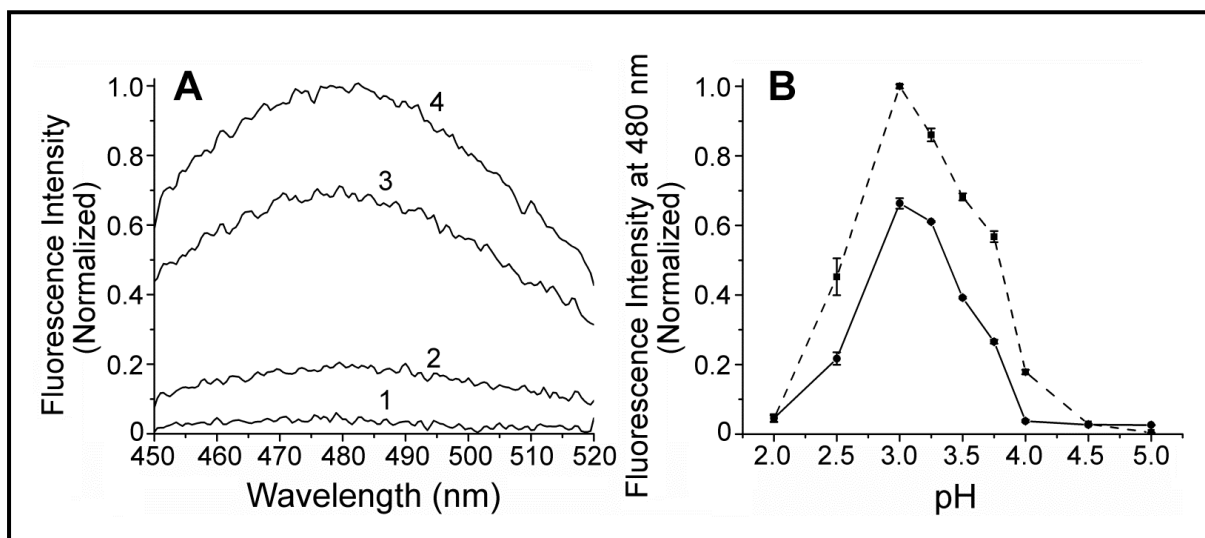 A
Fluorescence Intensity
(Normalized)
1.0
0.8
0.6
0.4
0.2
0
4
3
2
1
450 460 470 480 490 500 510 520
Wavelength (nm)
B
Fluorescence Intensity at 480 nm
(Normalized)
1.0
0.8
0.6
0.4
0.2
0
2.0 2.5 3.0 3.5 4.0 4.5 5.0
pH